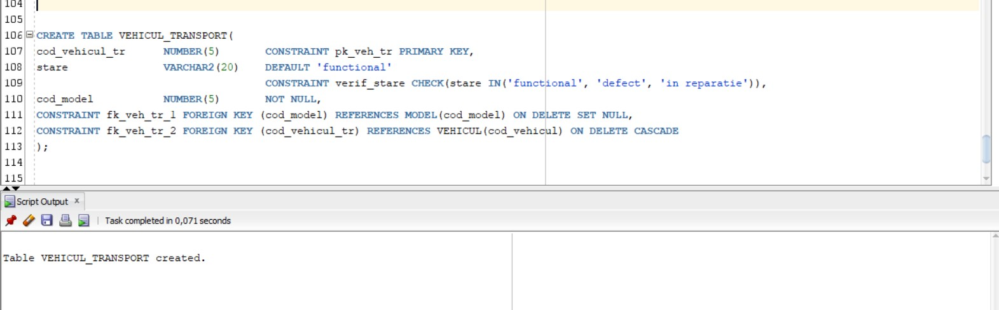 104
105
106 CREATE TABLE VEHICUL_TRANSPORT(
107 cod_vehicul_tr NUMBER(5) CONSTRAINT pk_veh_tr PRIMARY KEY,
108 stare VARCHAR2(20) DEFAULT 'functional'
109 CONSTRAINT verif_stare CHECK(stare IN('functional', 'defect', 'in reparatie')),
110 cod_model NUMBER(5) NOT NULL,
111 CONSTRAINT fk_veh_tr_1 FOREIGN KEY (cod_model) REFERENCES MODEL(cod_model) ON DELETE SET NULL,
112 CONSTRAINT fk_veh_tr_2 FOREIGN KEY (cod_vehicul_tr) REFERENCES VEHICUL(cod_vehicul) ON DELETE CASCADE
113 );
114
115
Script Output x
Task completed in 0,071 seconds
Table VEHICUL_TRANSPORT created.